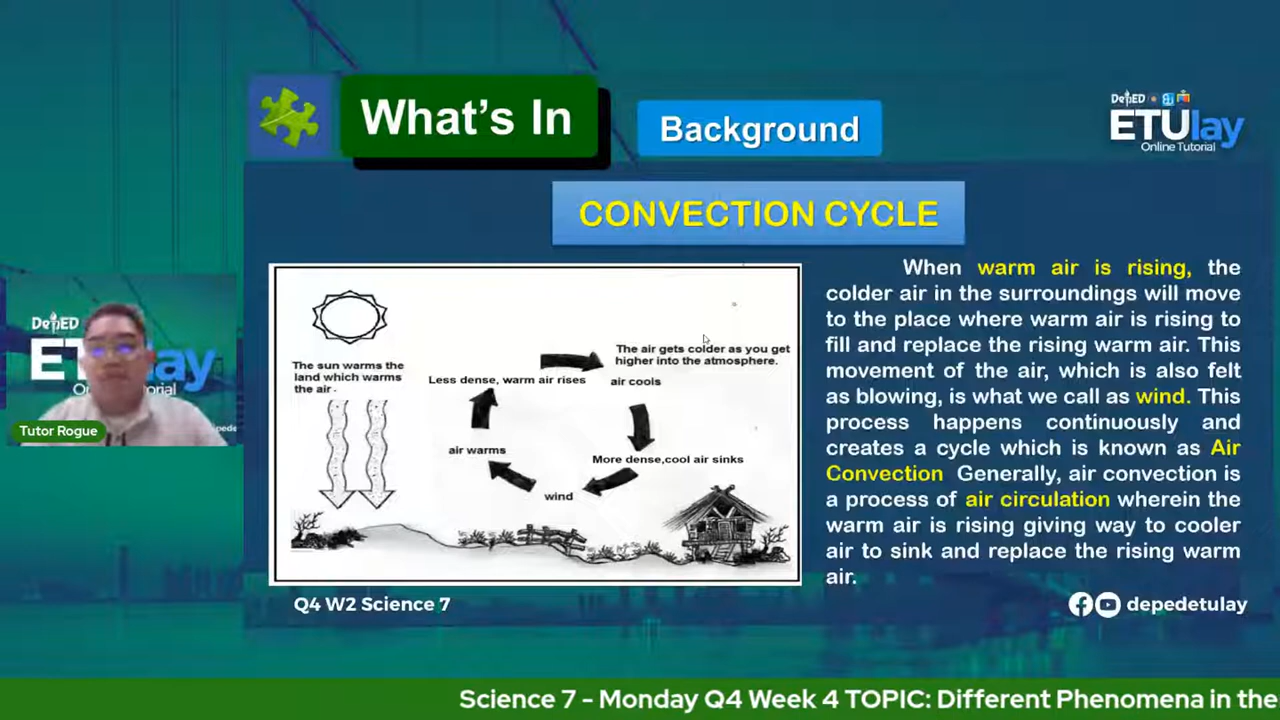 What's In
Background
DepED
ETUlay
Online Tutorial
CONVECTION CYCLE
The sun warms the
land which warms
the air.
Less dense, warm air rises
The air gets colder as you get
higher into the atmosphere.
air cools
More dense,cool air sinks
wind
air warms
When warm air is rising, the
colder air in the surroundings will move
to the place where warm air is rising to
fill and replace the rising warm air. This
movement of the air, which is also felt
as blowing, is what we call as wind. This
process happens continuously and
creates a cycle which is known as Air
Convection Generally, air convection is
a process of air circulation wherein the
warm air is rising giving way to cooler
air to sink and replace the rising warm
air.
DepED
Tutor Rogue
Q4 W2 Science 7
depedetulay
Science 7 - Monday Q4 Week 4 TOPIC: Different Phenomena in the